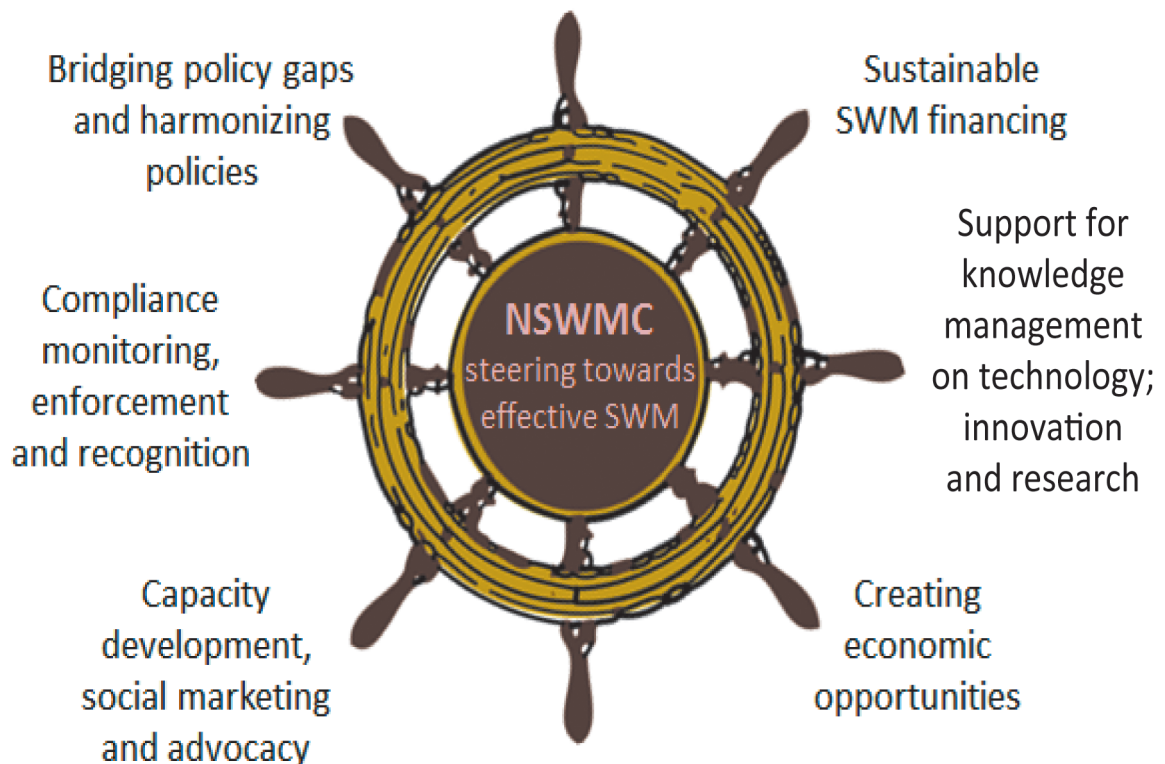 Bridging policy gaps
and harmonizing
policies
Sustainable
SWM financing
Compliance
monitoring,
enforcement
and recognition
NSWMC
steering towards
effective SWM
Support for
knowledge
management
on technology;
innovation
and research
Capacity
development,
social marketing
and advocacy
Creating
economic
opportunities